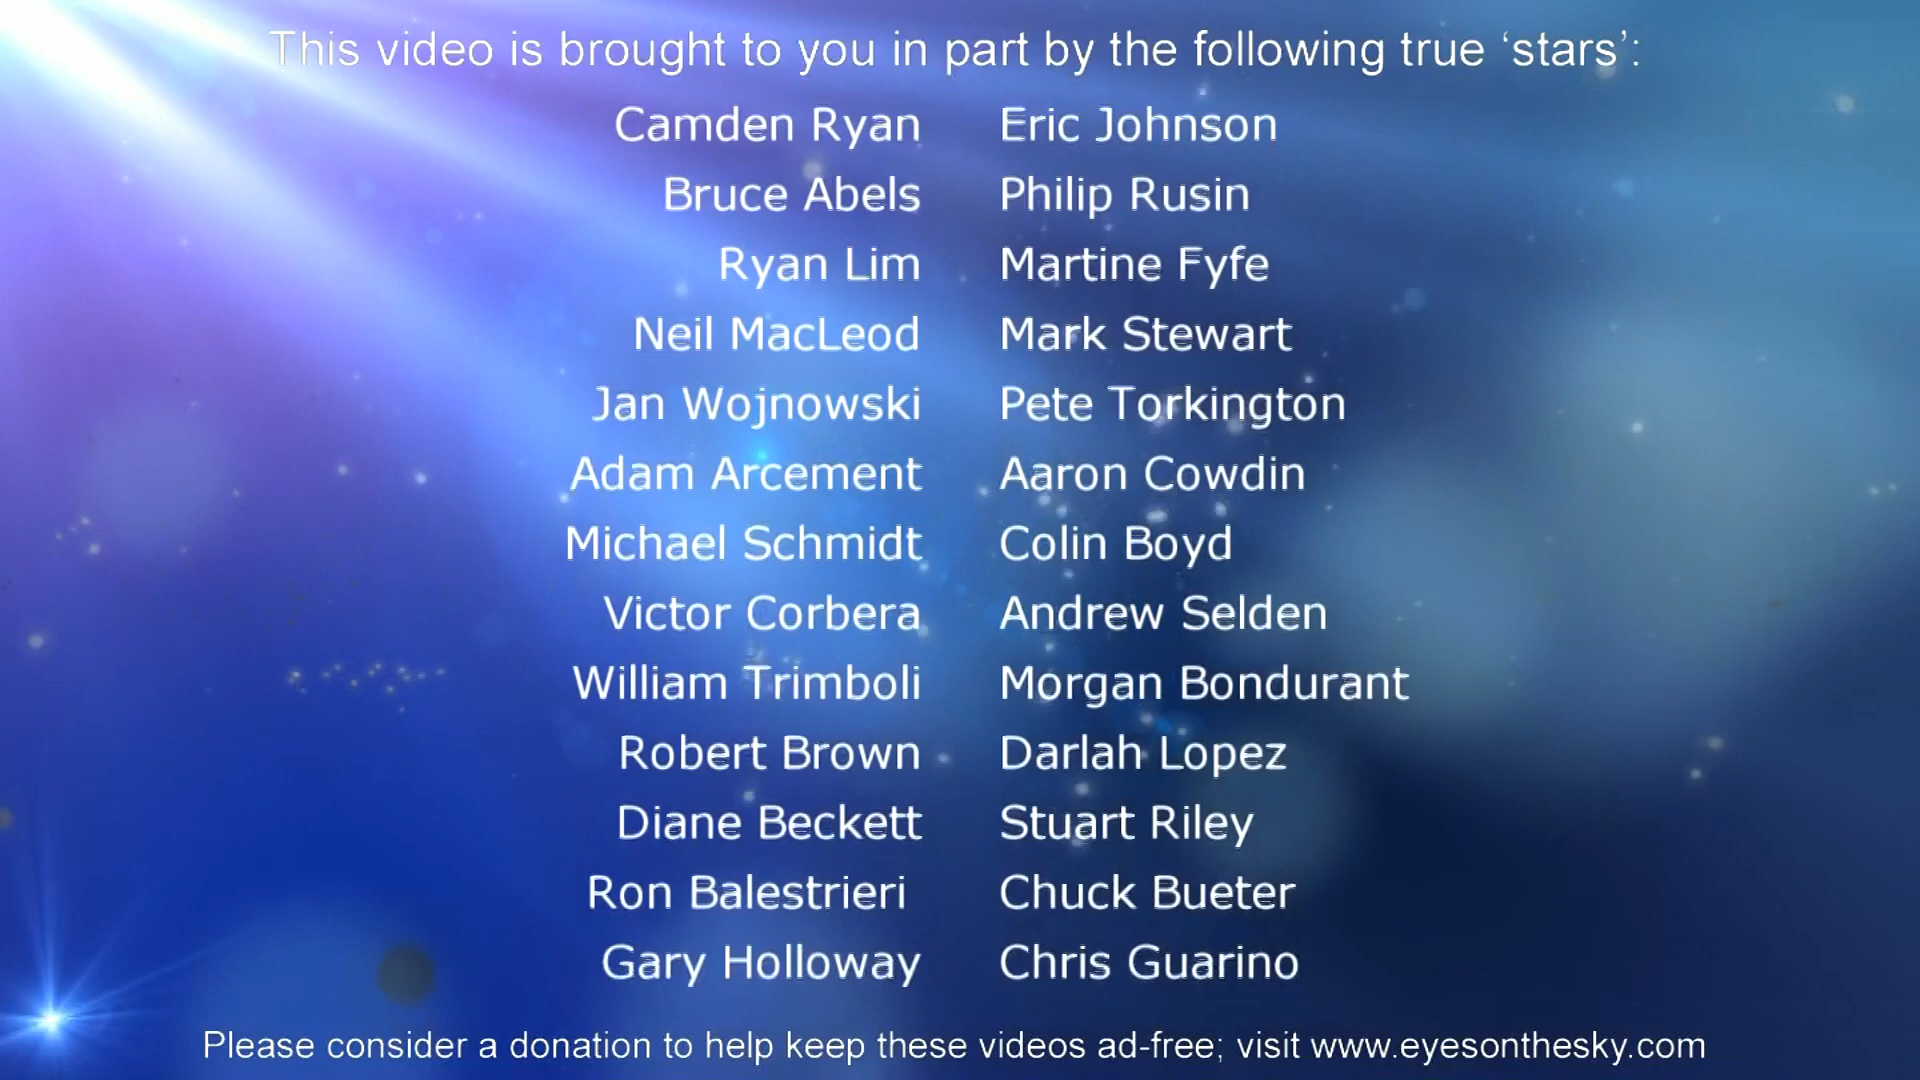 This video is brought to you in part by the following true ‘stars’:
Camden Ryan Eric Johnson
Bruce Abels Philip Rusin
Ryan Lim Martine Fyfe
Neil MacLeod Mark Stewart
Jan Wojnowski Pete Torkington
Adam Arcement Aaron Cowdin
Michael Schmidt Colin Boyd
Victor Corbera Andrew Selden
William Trimboli Morgan Bondurant
Robert Brown Darlah Lopez
Diane Beckett Stuart Riley
Ron Balestrieri Chuck Bueter
Gary Holloway Chris Guarino
Please consider a donation to help keep these videos ad-free; visit www.eyesonthesky.com